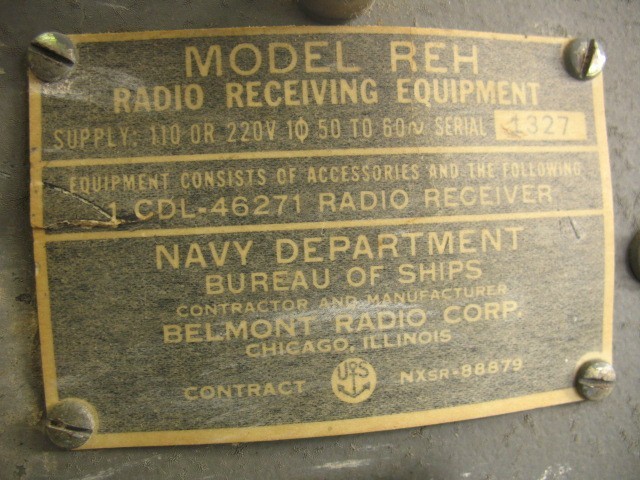 MODEL REH
RADIO RECEIVING EQUIPMENT
SUPPLY: 110 OR 220V 1ϕ 50 TO 60~ SERIAL 1327
EQUIPMENT CONSISTS OF ACCESSORIES AND THE FOLLOWING
1 CDL-46271 RADIO RECEIVER
NAVY DEPARTMENT
BUREAU OF SHIPS
CONTRACTOR AND MANUFACTURER
BELMONT RADIO CORP.
CHICAGO, ILLINOIS
CONTRACT US NXSR-88879